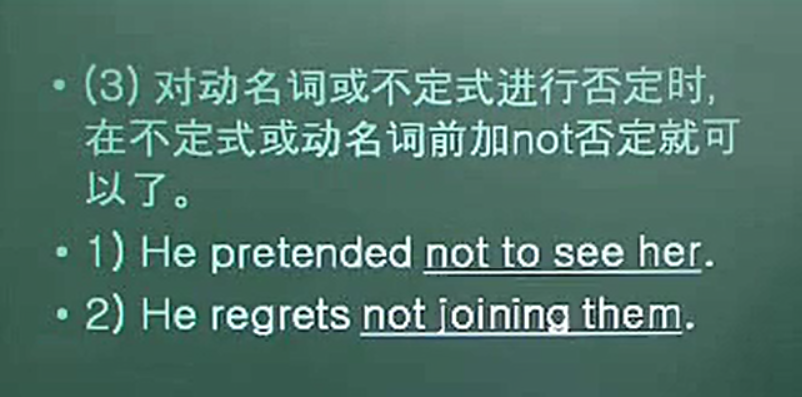 • (3) 对动名词或不定式进行否定时,
在不定式或动名词前加not否定就可
以了。
• 1) He pretended not to see her.
• 2) He regrets not joining them.